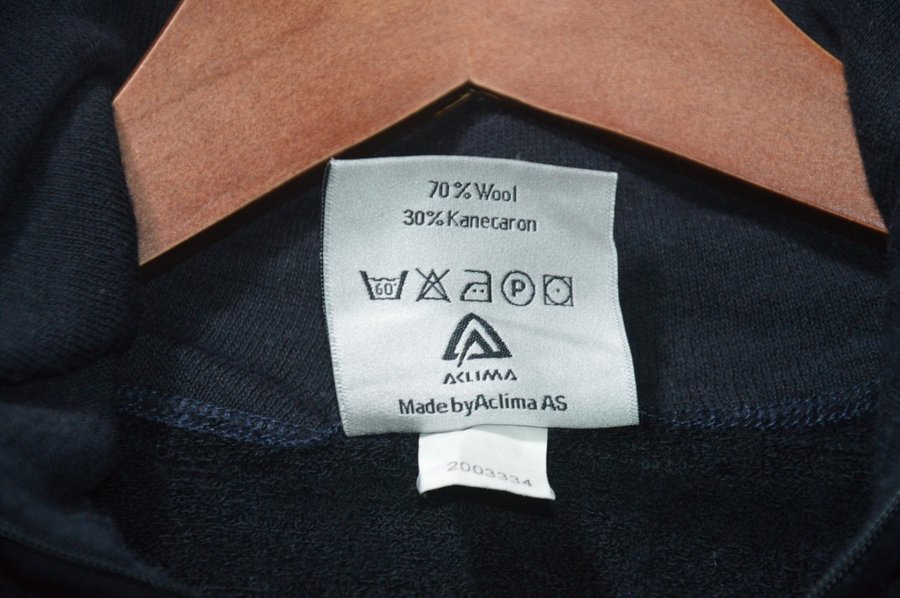 70% Wool
30% Kanecaron
60°
P
ACLIMA
Made by Aclima AS
2003334